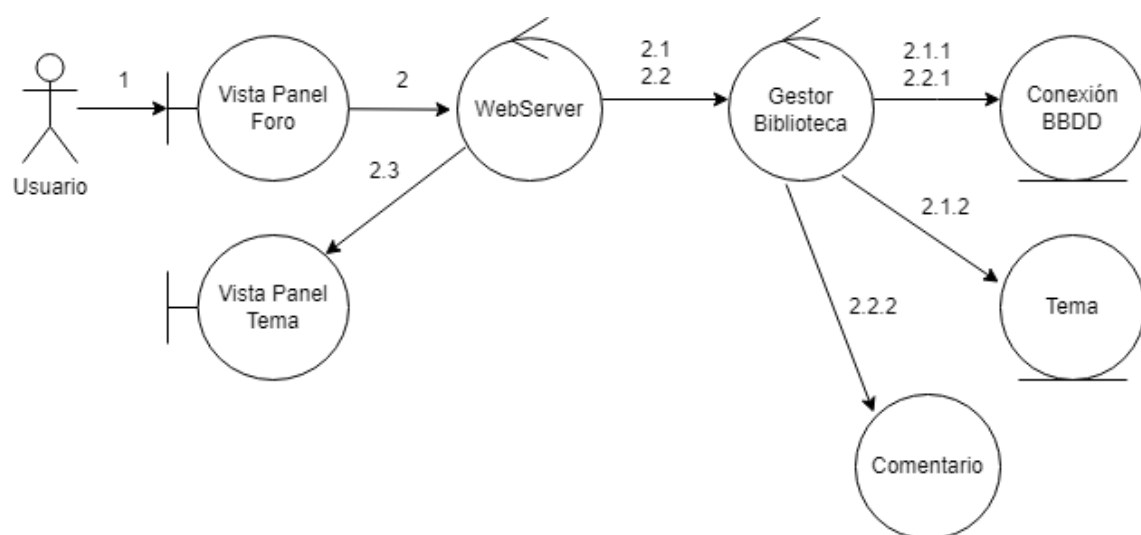 1
Usuario
Vista Panel
Foro
2
WebServer
2.1
2.2
Gestor
Biblioteca
2.1.1
2.2.1
Conexión
BBDD
2.3
2.1.2
Vista Panel
Tema
2.2.2
Tema
Comentario